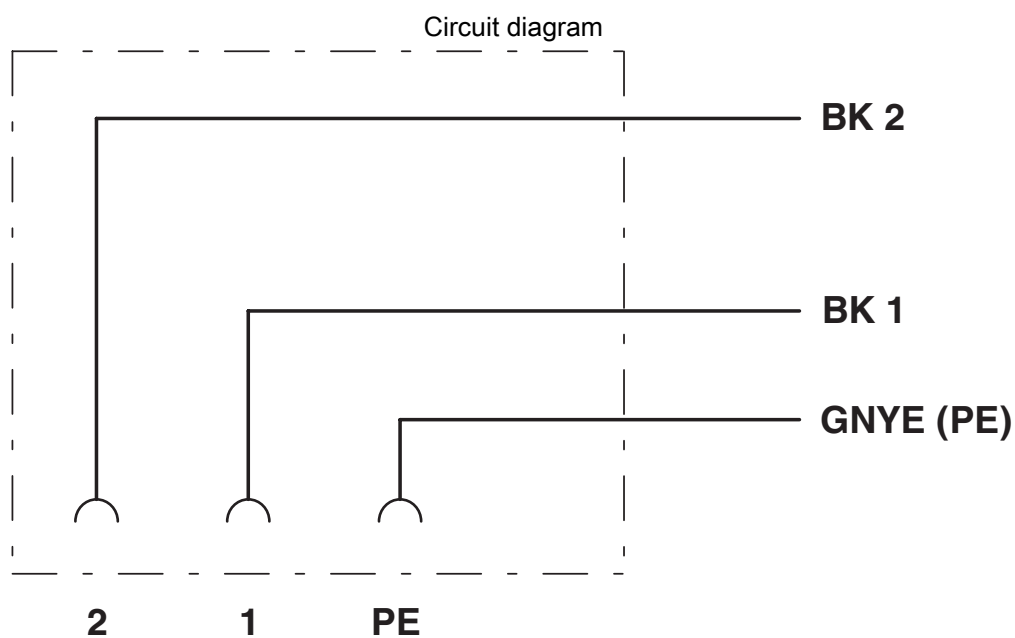 Circuit diagram
BK 2
BK 1
GNYE (PE)
2 1 PE